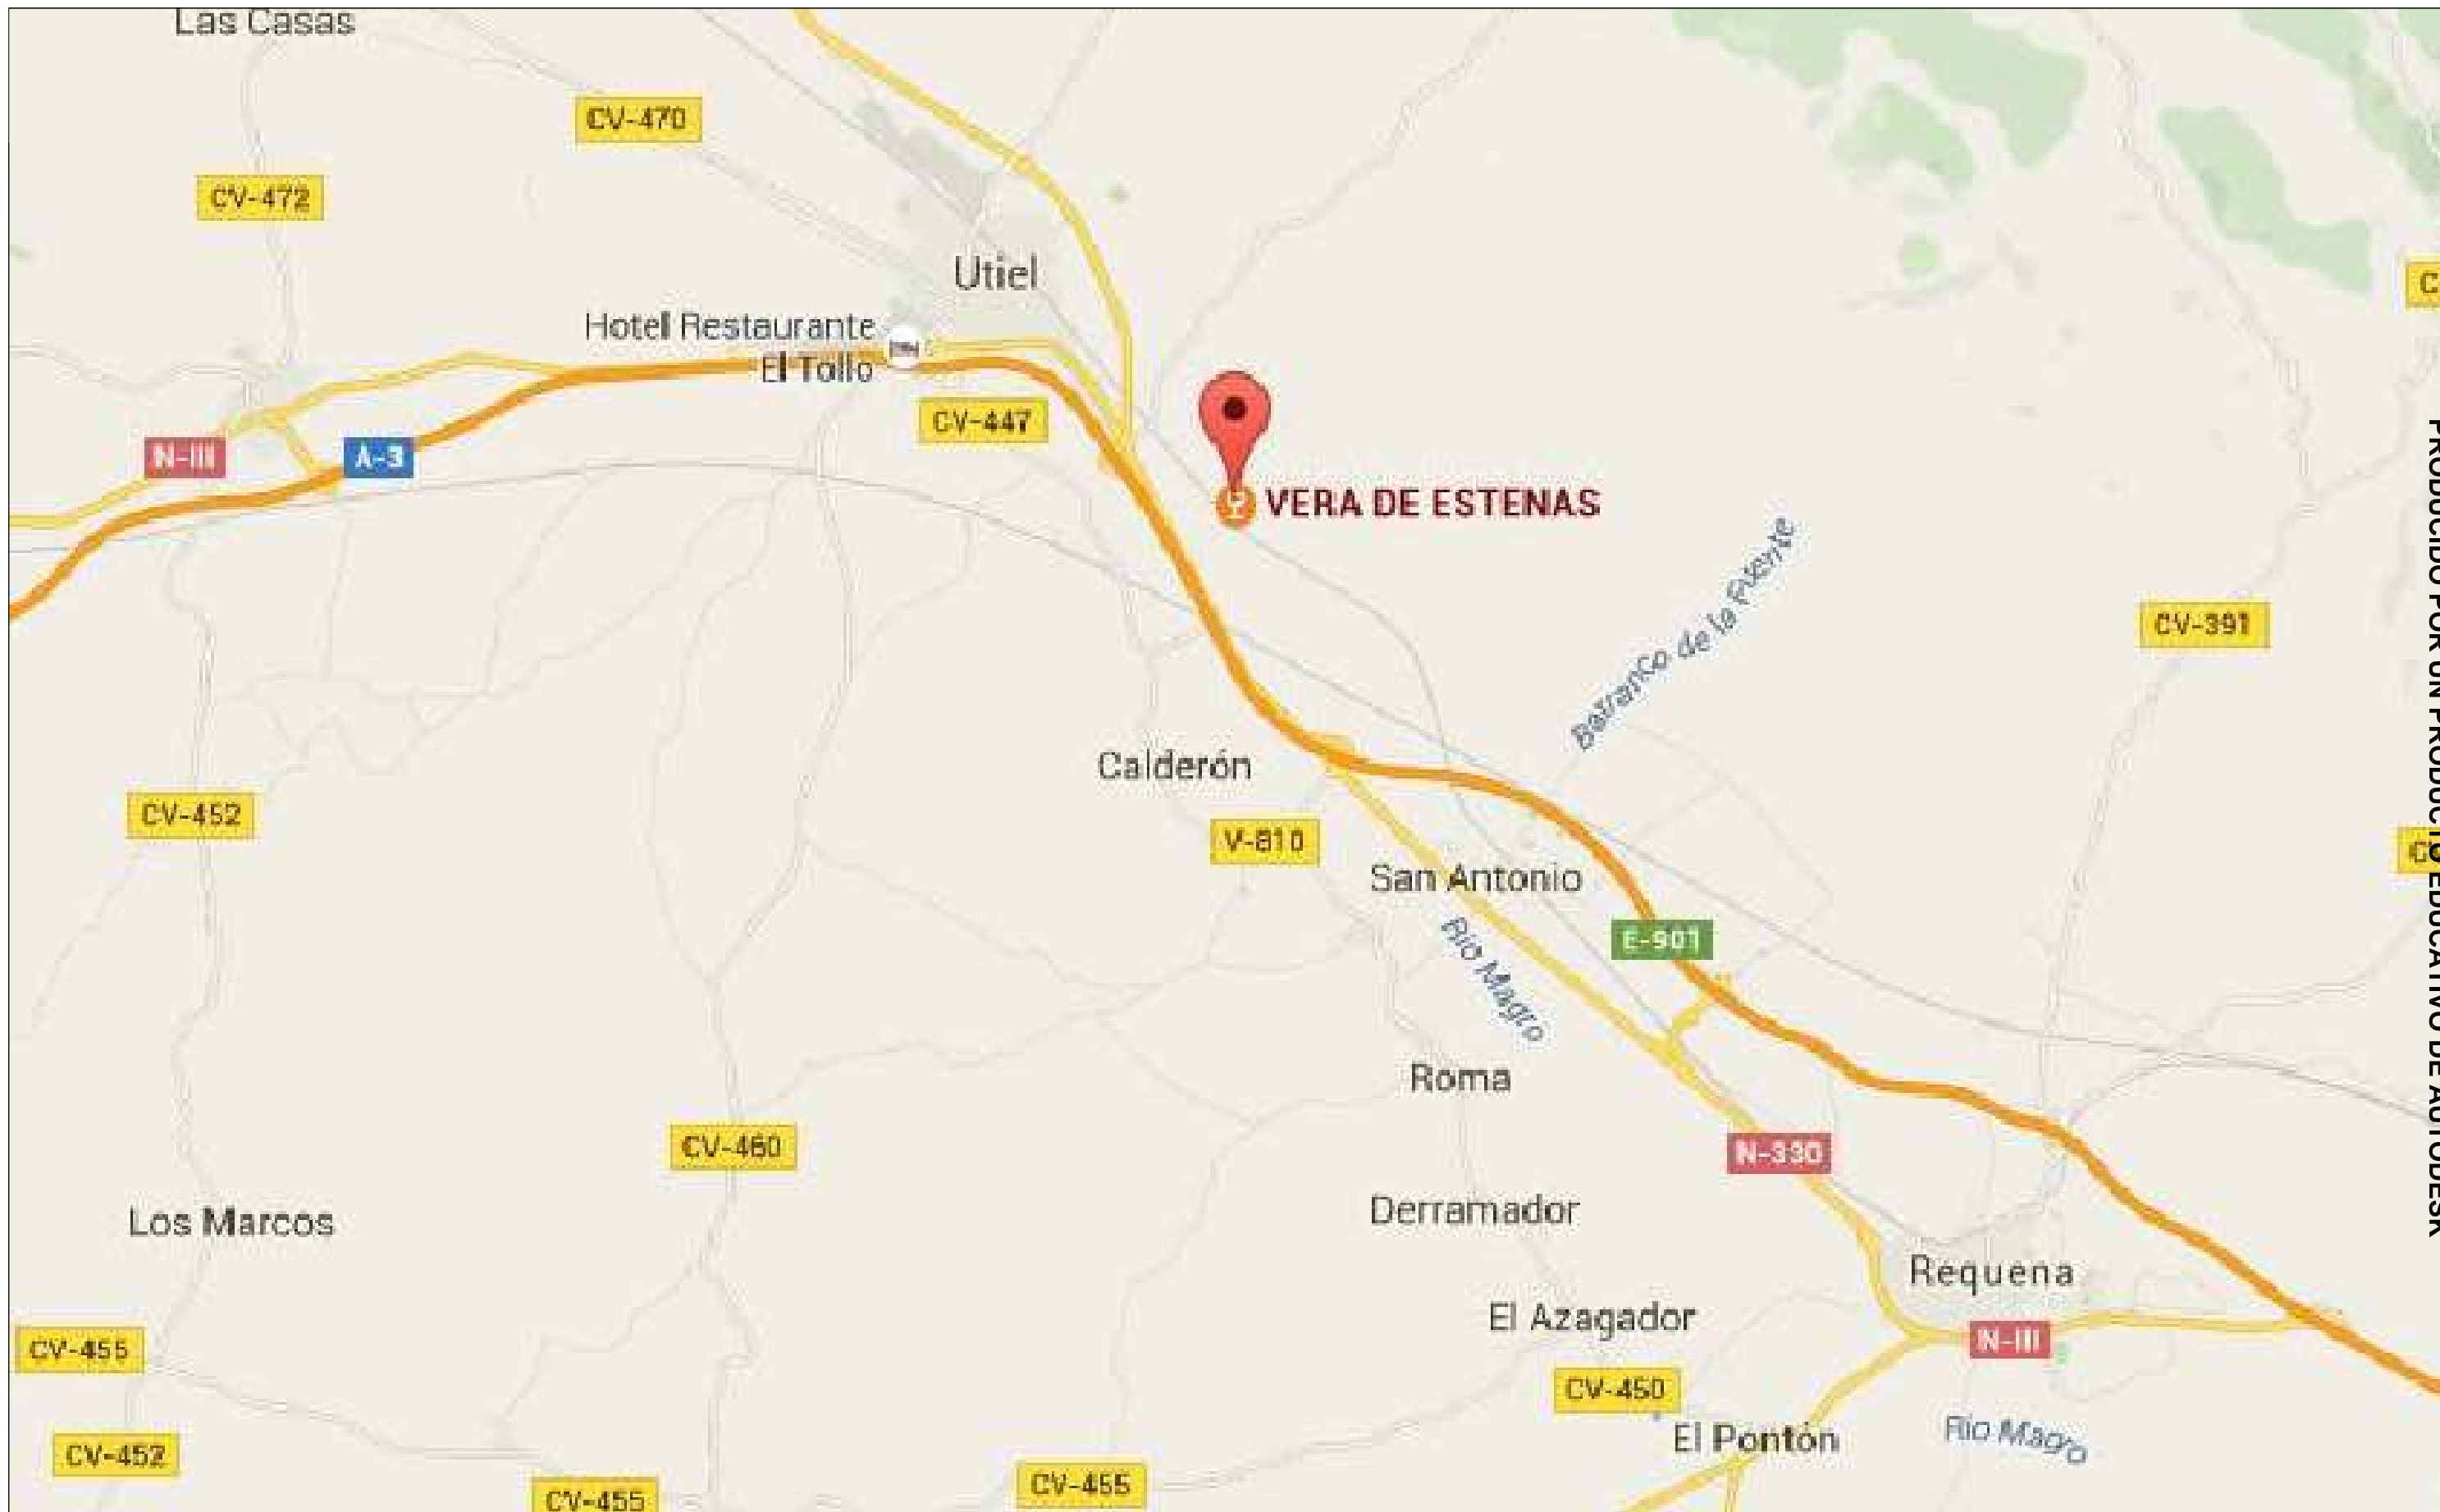 Las Casas
CV-470
CV-472
Utiel
Hotel Restaurante
El Tollo
CV-447
N-III
A-3
VERA DE ESTENAS
Barranco de la Fuente
CV-391
Calderón
CV-452
V-810
San Antonio
E-901
Río Magro
Roma
N-330
CV-460
Derramador
Los Marcos
Requena
El Azagador
N-III
CV-455
CV-450
El Pontón
Río Magro
CV-452
CV-455
CV-455
PRODUCIDO POR UN PRODUCTO EDUCATIVO DE AUTODESK